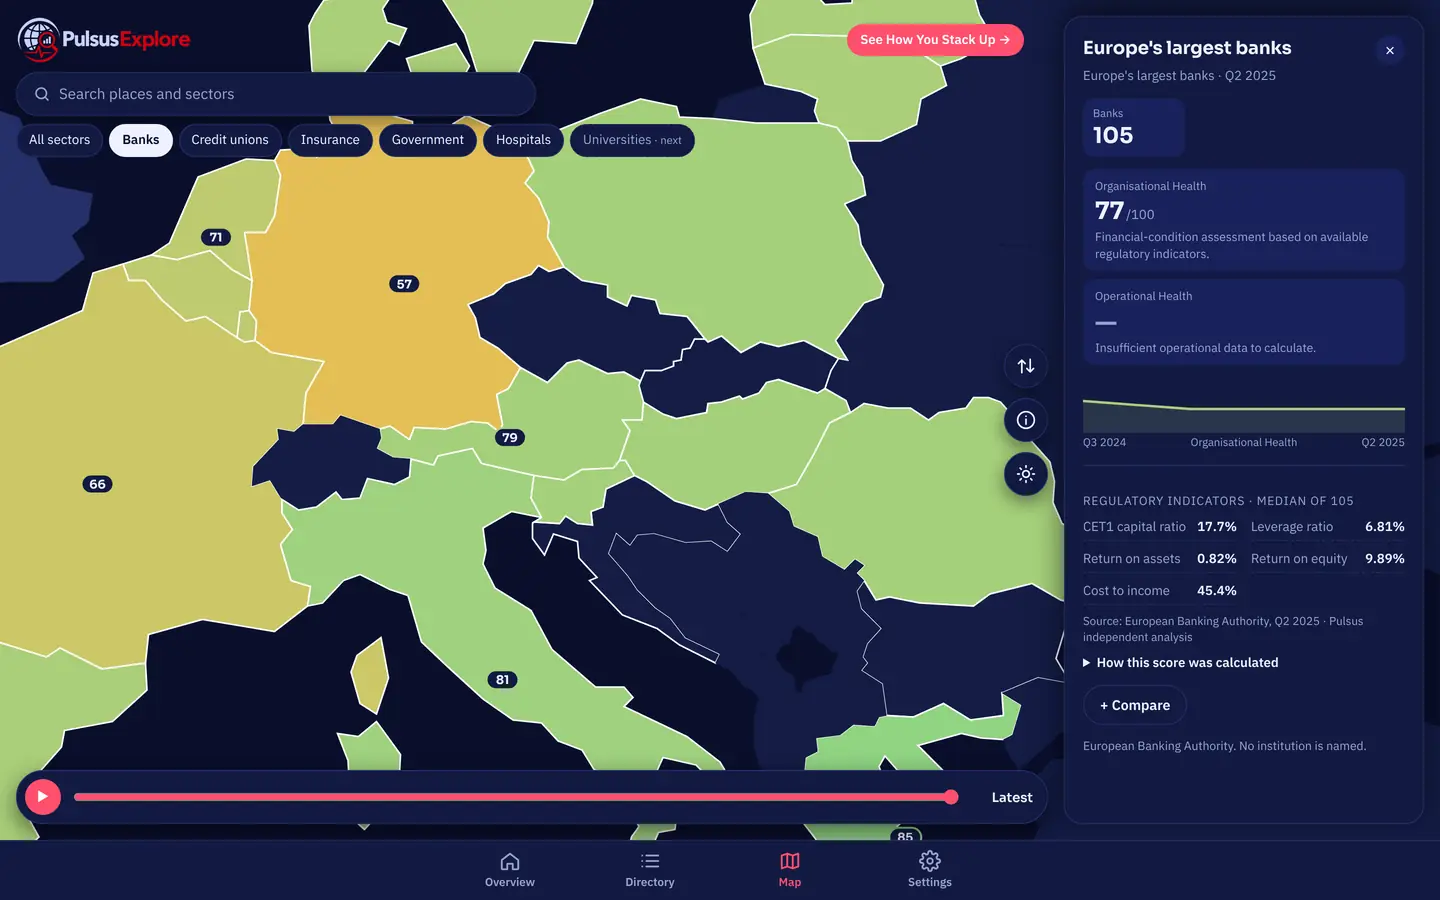 PulsusExplore
See How You Stack Up →
Search places and sectors
All sectors
Banks
Credit unions
Insurance
Government
Hospitals
Universities · next
71
57
79
66
81
85
Latest
Europe's largest banks
Europe's largest banks · Q2 2025
Banks
105
Organisational Health
77/100
Financial-condition assessment based on available
regulatory indicators.
Operational Health
—
Insufficient operational data to calculate.
Q3 2024 Organisational Health Q2 2025
REGULATORY INDICATORS · MEDIAN OF 105
CET1 capital ratio 17.7% Leverage ratio 6.81%
Return on assets 0.82% Return on equity 9.89%
Cost to income 45.4%
Source: European Banking Authority, Q2 2025 · Pulsus
independent analysis
How this score was calculated
+ Compare
European Banking Authority. No institution is named.
Overview
Directory
Map
Settings